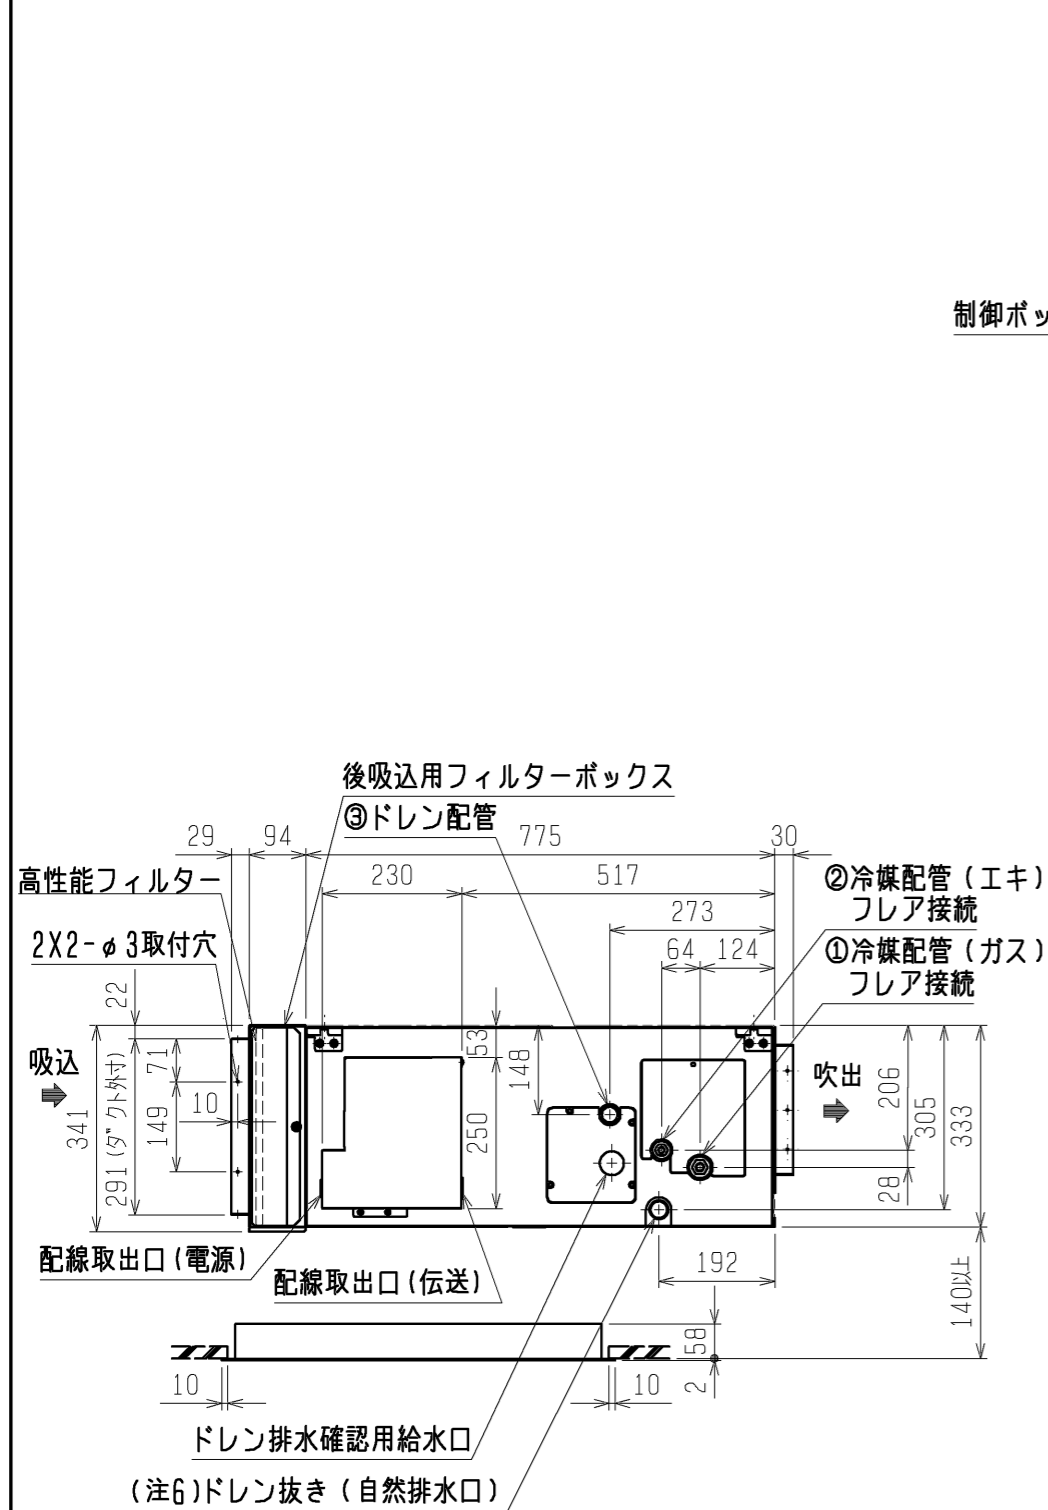 制御ボッ
後吸込用フィルターボックス
③ドレン配管
29
94
775
30
高性能フィルター
230
517
②冷媒配管(エキ)
フレア接続
273
2X2-φ3取付穴
64
124
①冷媒配管(ガス)
フレア接続
22
吸込
71
53
148
吹出
206
341
291(ダクト外寸)
149
10
250
305
333
28
配線取出口(電源)
192
配線取出口(伝送)
140以上
58
10
10
2
ドレン排水確認用給水口
(注6)ドレン抜き(自然排水口)